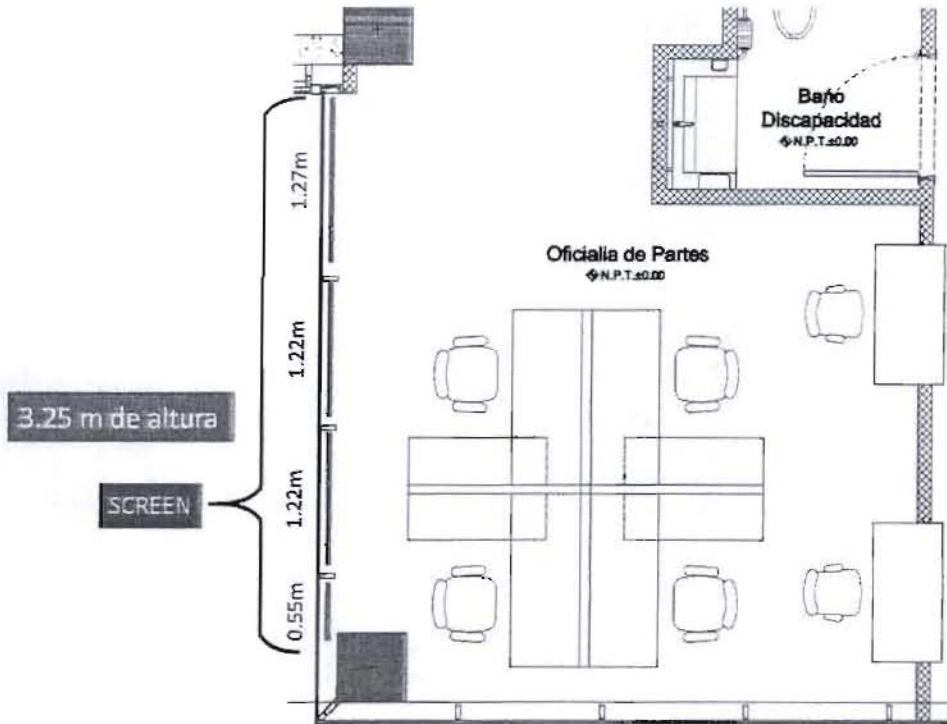 Baño
Discapacidad
N.P.T.±0.00
1.27m
Oficialia de Partes
N.P.T.±0.00
1.22m
3.25 m de altura
SCREEN
1.22m
0.55m